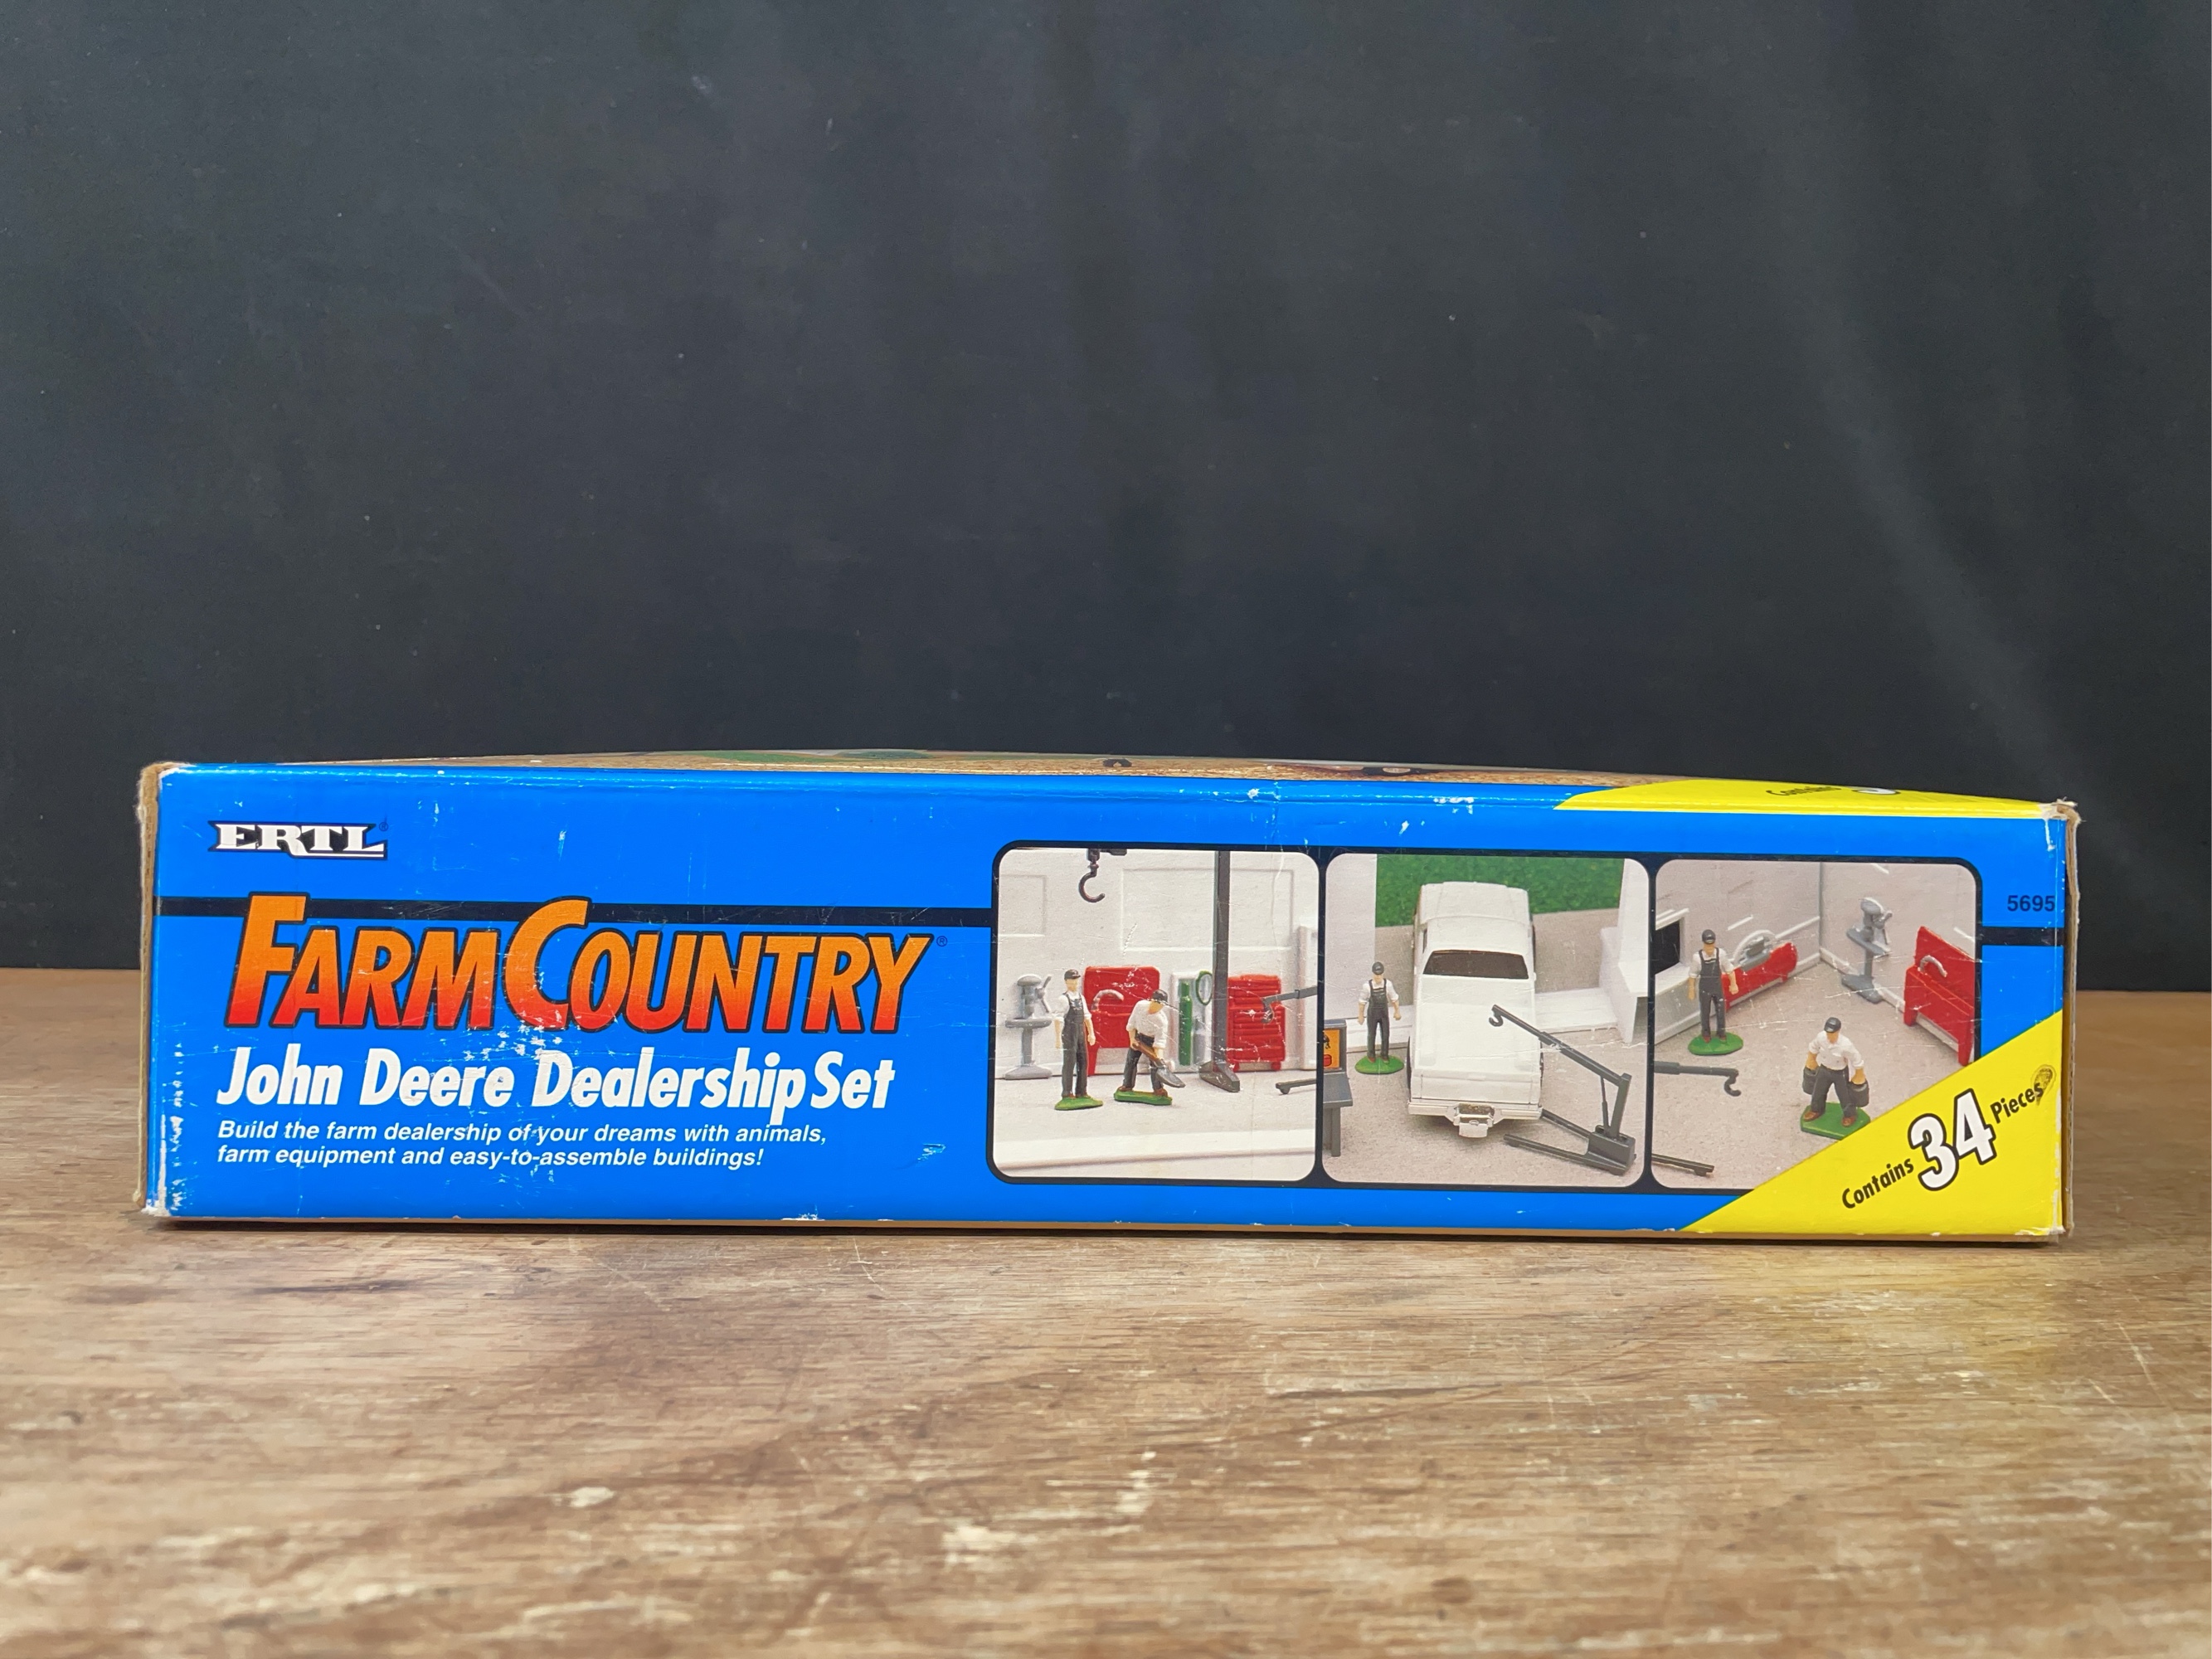 ERTL®
FARM COUNTRY®
John Deere Dealership Set
Build the farm dealership of your dreams with animals,
farm equipment and easy-to-assemble buildings!
5695
Contains 34 Pieces
Contains